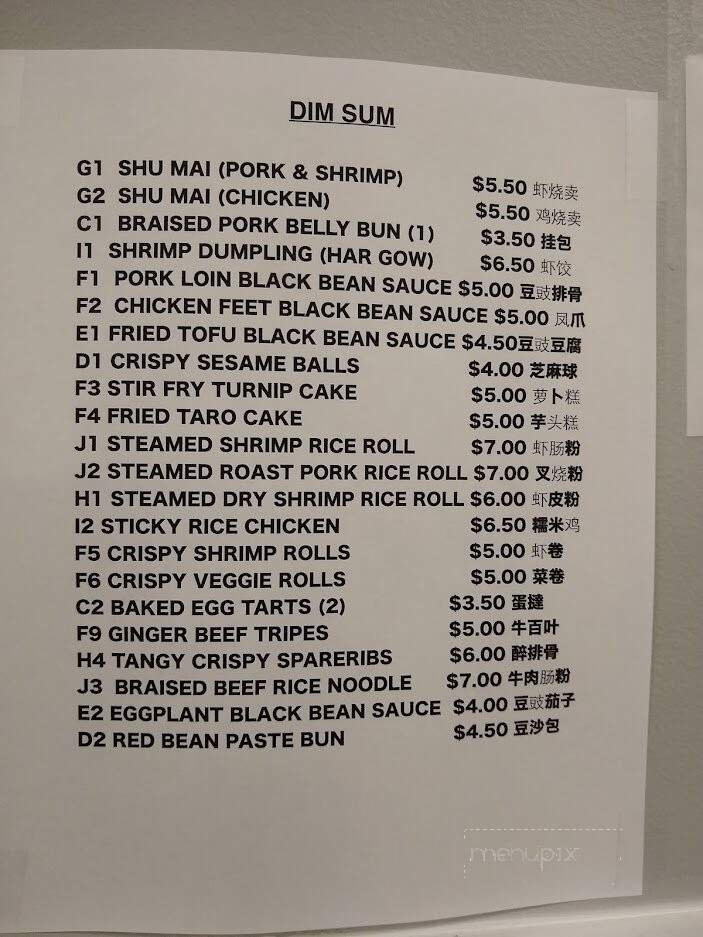 DIM SUM
G1 SHU MAI (PORK & SHRIMP) $5.50 虾烧卖
G2 SHU MAI (CHICKEN) $5.50 鸡烧卖
C1 BRAISED PORK BELLY BUN (1) $3.50 挂包
I1 SHRIMP DUMPLING (HAR GOW) $6.50 虾饺
F1 PORK LOIN BLACK BEAN SAUCE $5.00 豆豉排骨
F2 CHICKEN FEET BLACK BEAN SAUCE $5.00 凤爪
E1 FRIED TOFU BLACK BEAN SAUCE $4.50豆豉豆腐
D1 CRISPY SESAME BALLS $4.00 芝麻球
F3 STIR FRY TURNIP CAKE $5.00 萝卜糕
F4 FRIED TARO CAKE $5.00 芋头糕
J1 STEAMED SHRIMP RICE ROLL $7.00 虾肠粉
J2 STEAMED ROAST PORK RICE ROLL $7.00 叉烧粉
H1 STEAMED DRY SHRIMP RICE ROLL $6.00 虾皮粉
I2 STICKY RICE CHICKEN $6.50 糯米鸡
F5 CRISPY SHRIMP ROLLS $5.00 虾卷
F6 CRISPY VEGGIE ROLLS $5.00 菜卷
C2 BAKED EGG TARTS (2) $3.50 蛋撻
F9 GINGER BEEF TRIPES $5.00 牛百叶
H4 TANGY CRISPY SPARERIBS $6.00 醉排骨
J3 BRAISED BEEF RICE NOODLE $7.00 牛肉肠粉
E2 EGGPLANT BLACK BEAN SAUCE $4.00 豆豉茄子
D2 RED BEAN PASTE BUN $4.50 豆沙包
menupix